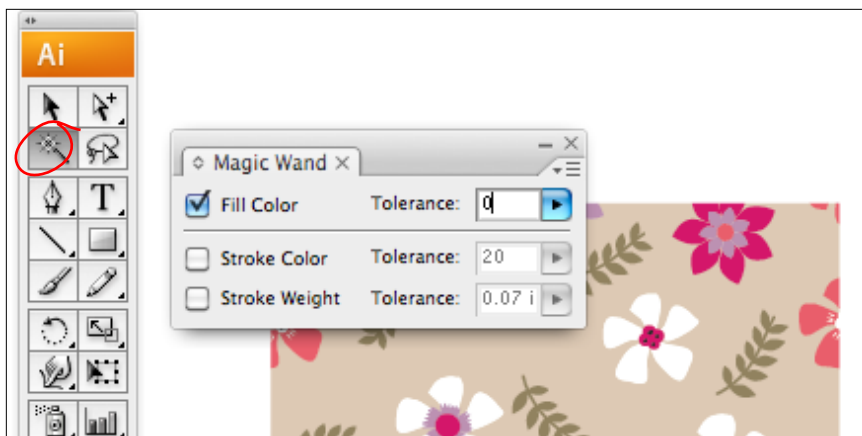 Ai
Magic Wand
Fill Color Tolerance: 0
Stroke Color Tolerance: 20
Stroke Weight Tolerance: 0.07 i
T